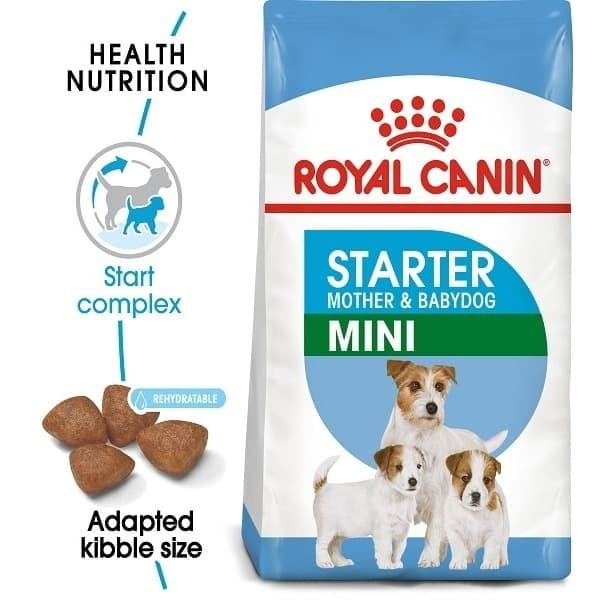 HEALTH
NUTRITION
Start
complex
REHYDRATABLE
Adapted
kibble size
ROYAL CANIN®
STARTER
MOTHER & BABYDOG
MINI